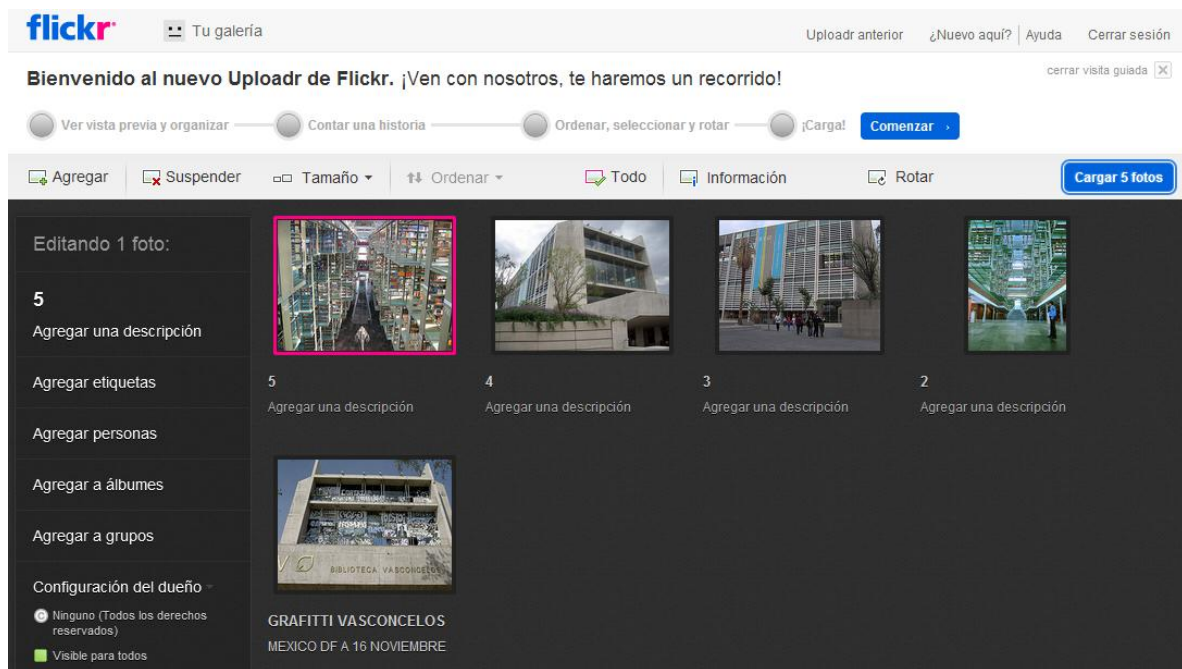 flickr
Tu galería
Uploadr anterior ¿Nuevo aquí? Ayuda Cerrar sesión
Bienvenido al nuevo Uploadr de Flickr. ¡Ven con nosotros, te haremos un recorrido!
cerrar visita guiada
Ver vista previa y organizar Contar una historia Ordenar, seleccionar y rotar ¡Carga! Comenzar
Agregar Suspender Tamaño Ordenar Todo Información Rotar Cargar 5 fotos
Editando 1 foto:
5
Agregar una descripción
Agregar etiquetas
Agregar personas
Agregar a álbumes
Agregar a grupos
Configuración del dueño
Ninguno (Todos los derechos
reservados)
Visible para todos
5 4 3 2
Agregar una descripción Agregar una descripción Agregar una descripción Agregar una descripción
BIBLIOTECA VASCONCELOS
GRAFITTI VASCONCELOS
MEXICO DF A 16 NOVIEMBRE